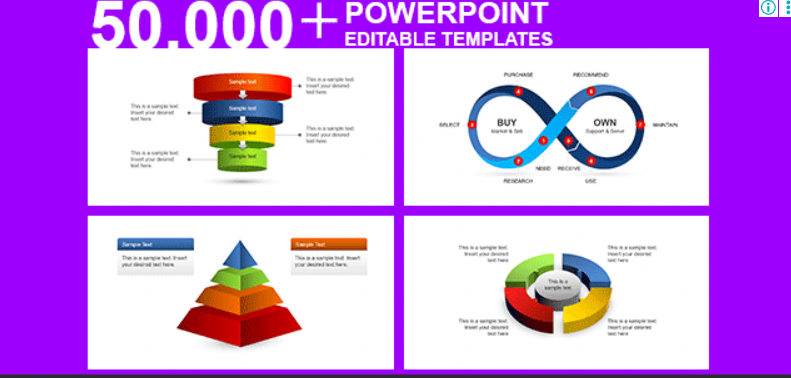 50.000+ POWERPOINT
EDITABLE TEMPLATES
Sample text
Sample text
Sample text
Sample text
This is a sample text.
Insert your desired
text here.
This is a sample text.
Insert your desired
text here.
This is a sample text.
Insert your desired
text here.
This is a sample text.
Insert your desired
text here.
PURCHASE
RECOMMEND
SELECT
BUY
Market & Sell
OWN
Support & Serve
MAINTAIN
NEED
RECEIVE
RESEARCH
USE
Sample Text
This is a sample text. Insert
your desired text here.
Sample Text
This is a sample text. Insert
your desired text here.
This is a sample text.
Insert your desired
text here.
This is a sample text.
Insert your desired
text here.
This is a
sample text
This is a sample text.
Insert your desired
text here.
This is a sample text.
Insert your desired
text here.